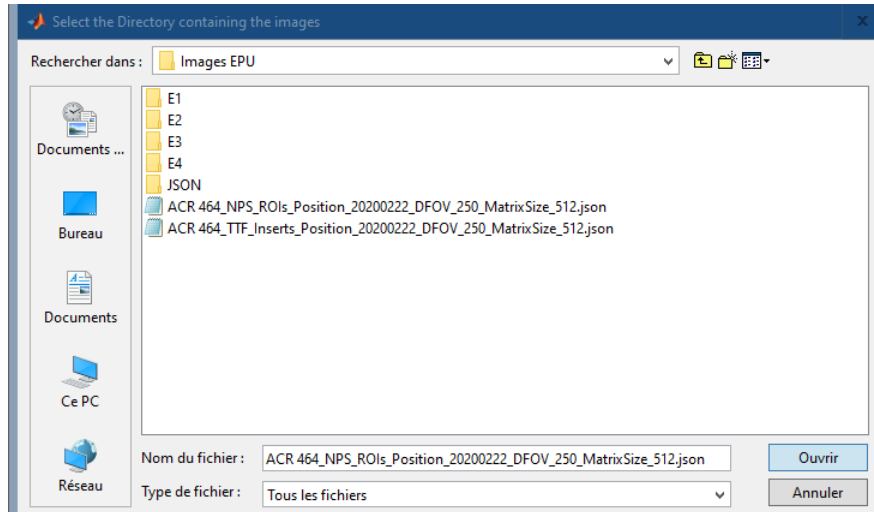 Select the Directory containing the images
x
Rechercher dans :
Images EPU
E1
E2
E3
E4
JSON
ACR 464_NPS_ROIs_Position_20200222_DFOV_250_MatrixSize_512.json
ACR 464_TTF_Inserts_Position_20200222_DFOV_250_MatrixSize_512.json
Documents ...
Bureau
Documents
Ce PC
Réseau
Nom du fichier :
ACR 464_NPS_ROIs_Position_20200222_DFOV_250_MatrixSize_512.json
Ouvrir
Type de fichier :
Tous les fichiers
Annuler